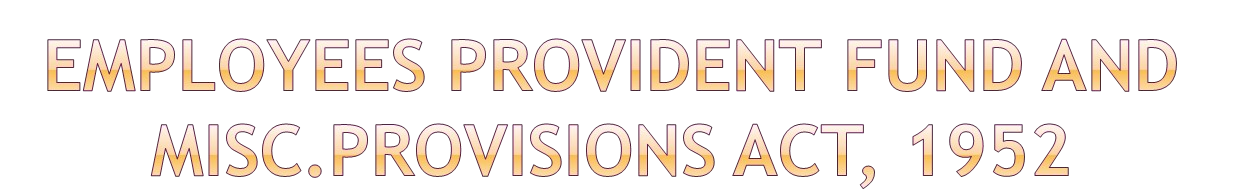 EMPLOYEES PROVIDENT FUND AND
MISC.PROVISIONS ACT, 1952